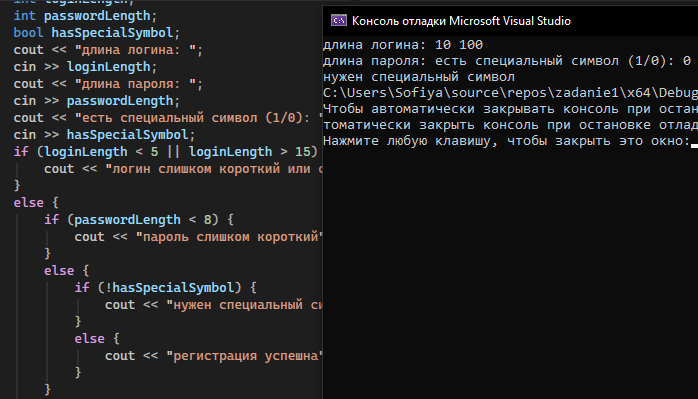 int loginLength;
int passwordLength;
bool hasSpecialSymbol;
cout << "длина логина: ";
cin >> loginLength;
cout << "длина пароля: ";
cin >> passwordLength;
cout << "есть специальный символ (1/0): "
cin >> hasSpecialSymbol;
if (loginLength < 5 || loginLength > 15)
cout << "логин слишком короткий или
}
else {
if (passwordLength < 8) {
cout << "пароль слишком короткий"
}
else {
if (!hasSpecialSymbol) {
cout << "нужен специальный си
}
else {
cout << "регистрация успешна"
}
}
Консоль отладки Microsoft Visual Studio
длина логина: 10 100
длина пароля: есть специальный символ (1/0): 0
нужен специальный символ
C:\Users\Sofiya\source\repos\zadanie1\x64\Debug
Чтобы автоматически закрывать консоль при остан
томатически закрыть консоль при остановке отлад
Нажмите любую клавишу, чтобы закрыть это окно: